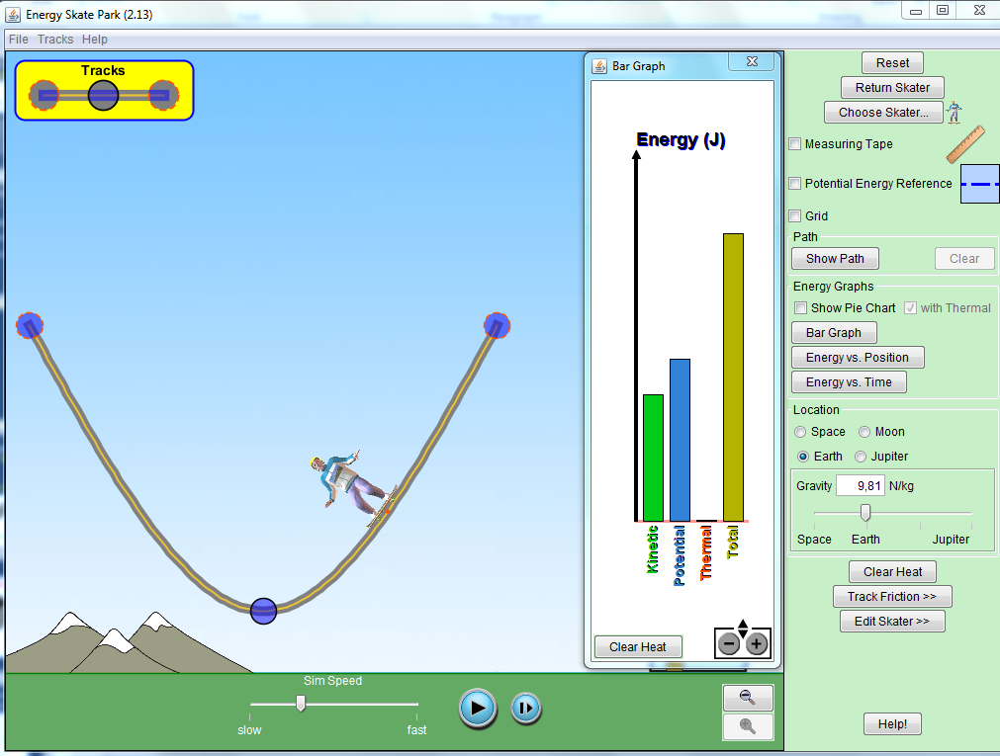 Energy Skate Park (2.13)
File Tracks Help
Tracks
Bar Graph
Energy (J)
Kinetic
Potential
Thermal
Total
Clear Heat
Sim Speed
slow
fast
Reset
Return Skater
Choose Skater...
Measuring Tape
Potential Energy Reference
Grid
Path
Show Path
Clear
Energy Graphs
Show Pie Chart
with Thermal
Bar Graph
Energy vs. Position
Energy vs. Time
Location
Space
Moon
Earth
Jupiter
Gravity 9,81 N/kg
Space Earth Jupiter
Clear Heat
Track Friction >>
Edit Skater >>
Help!